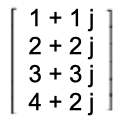 1 + 1 j
2 + 2 j
3 + 3 j
4 + 2 j